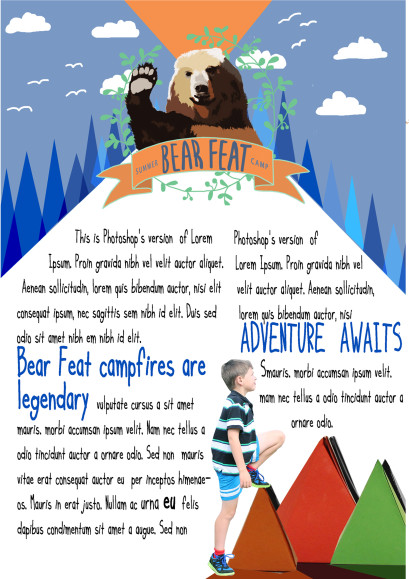 SUMMER BEAR FEAT CAMP
This is Photoshop's version of Lorem
Ipsum. Proin gravida nibh vel velit auctor aliquet.
Aenean sollicitudin, lorem quis bibendum auctor, nisi elit
consequat ipsum, nec sagittis sem nibh id elit. Duis sed
odio sit amet nibh em nibh id elit.
Bear Feat campfires are
legendary vulputate cursus a sit amet
mauris. morbi accumsan ipsum velit. Nam nec tellus a
odio tincidunt auctor a ornare odio. Sed non mauris
vitae erat consequat auctor eu per inceptos himenae-
os. Mauris in erat justo. Nullam ac urna eu felis
dapibus condimentum sit amet a augue. Sed non
Photoshop's version of
Lorem Ipsum. Proin gravida nibh vel
velit auctor aliquet. Aenean sollicitudin,
lorem quis bibendum auctor, nisi
ADVENTURE AWAITS
Smauris. morbi accumsan ipsum velit.
mam nec tellus a odio tincidunt auctor a
ornare odio.